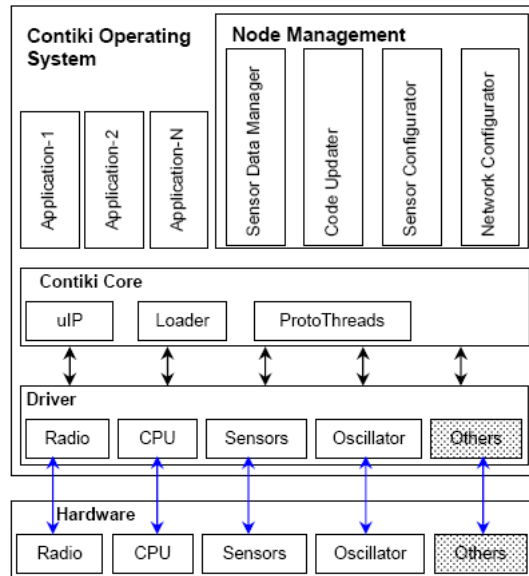 Contiki Operating
System
Node Management
Application-1
Application-2
Application-N
Sensor Data Manager
Code Updater
Sensor Configurator
Network Configurator
Contiki Core
uIP
Loader
ProtoThreads
Driver
Radio
CPU
Sensors
Oscillator
Others
Hardware
Radio
CPU
Sensors
Oscillator
Others